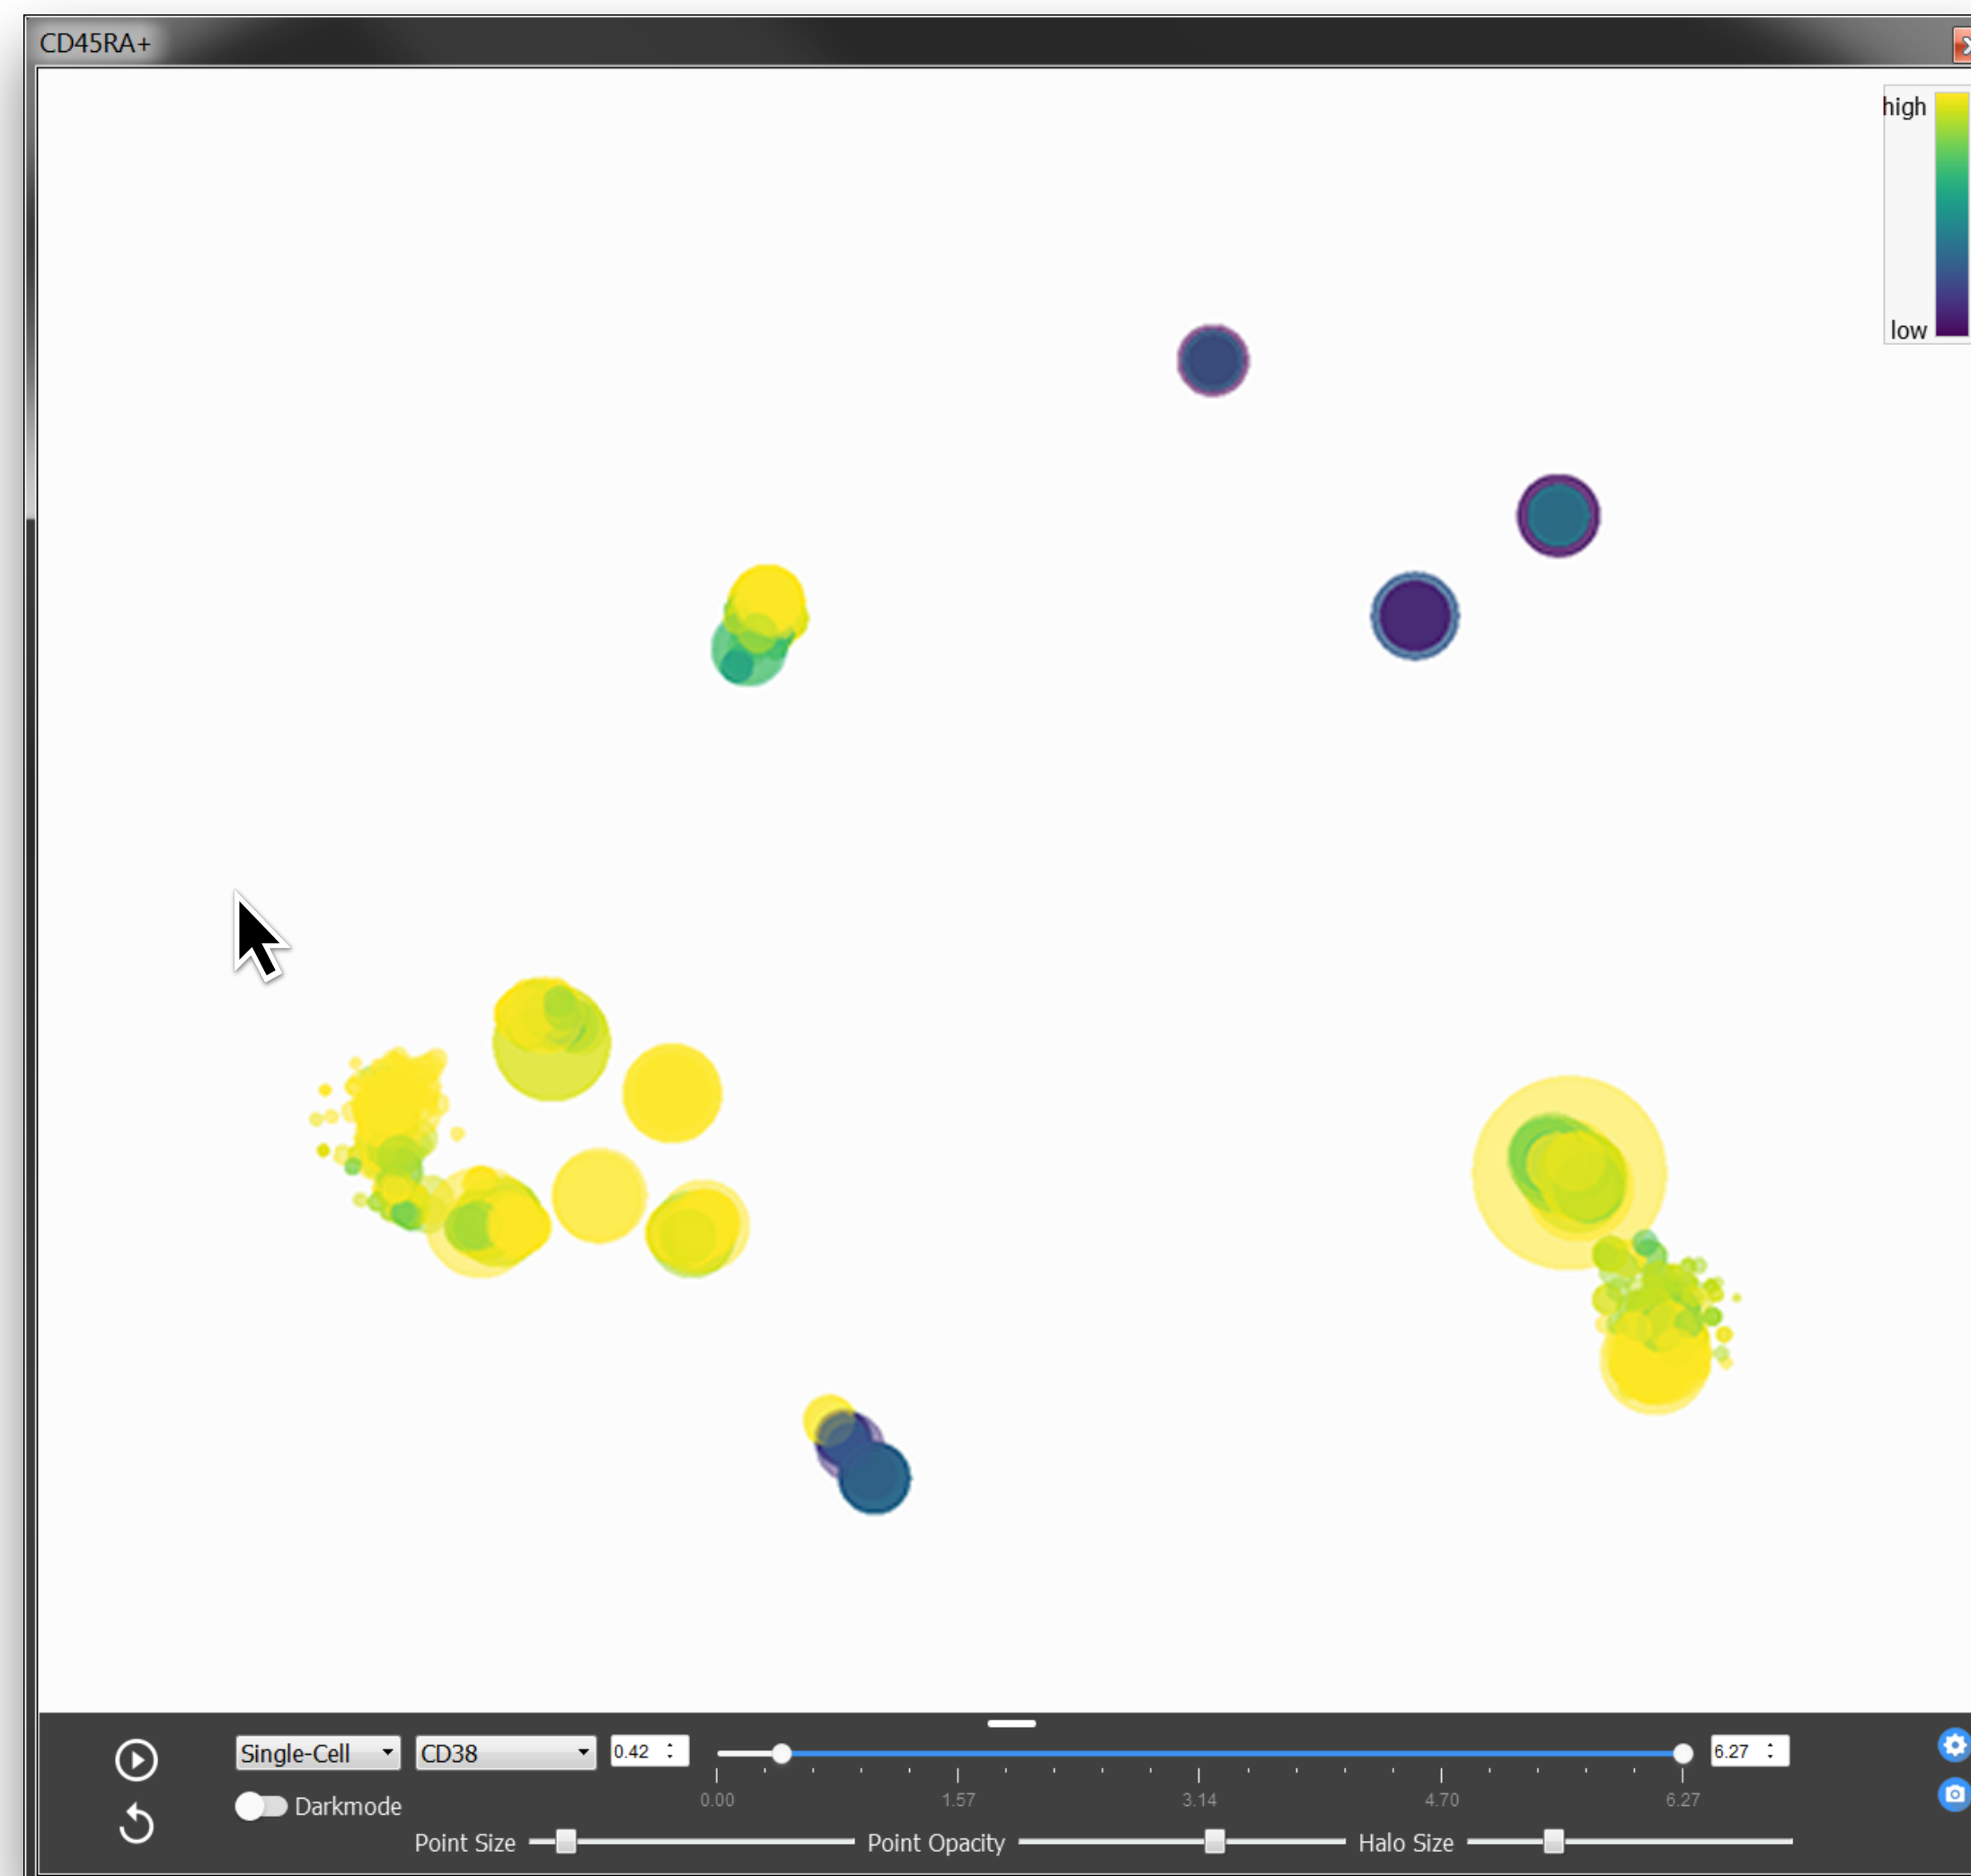 CD45RA+
high
low
Single-Cell CD38 0.42 6.27
0.00 1.57 3.14 4.70 6.27
Darkmode
Point Size Point Opacity Halo Size